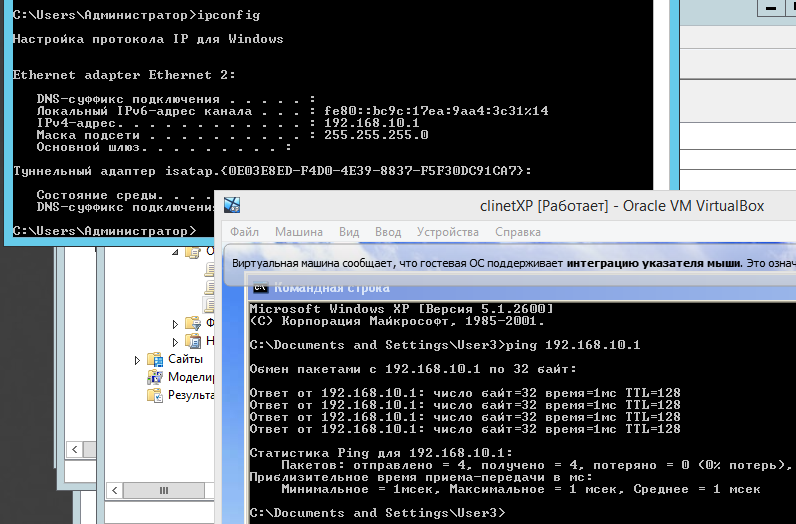 C:\Users\Администратор>ipconfig
Настройка протокола IP для Windows
Ethernet adapter Ethernet 2:
DNS-суффикс подключения . . . . . :
Локальный IPv6-адрес канала . . . : fe80::bc9c:17ea:9aa4:3c31%14
IPv4-адрес. . . . . . . . . . . . : 192.168.10.1
Маска подсети . . . . . . . . . . : 255.255.255.0
Основной шлюз. . . . . . . . . :
Туннельный адаптер isatap.{0E03E8ED-F4D0-4E39-8837-F5F30DC91CA7}:
Состояние среды. . . .
DNS-суффикс подключения
C:\Users\Администратор>
clinetXP [Работает] - Oracle VM VirtualBox
Файл Машина Вид Ввод Устройства Справка
Виртуальная машина сообщает, что гостевая ОС поддерживает интеграцию указателя мыши. Это означ
Командная строка
Microsoft Windows XP [Версия 5.1.2600]
(С) Корпорация Майкрософт, 1985-2001.
C:\Documents and Settings\User3>ping 192.168.10.1
Обмен пакетами с 192.168.10.1 по 32 байт:
Ответ от 192.168.10.1: число байт=32 время=1мс TTL=128
Ответ от 192.168.10.1: число байт=32 время=1мс TTL=128
Ответ от 192.168.10.1: число байт=32 время=1мс TTL=128
Ответ от 192.168.10.1: число байт=32 время=1мс TTL=128
Статистика Ping для 192.168.10.1:
Пакетов: отправлено = 4, получено = 4, потеряно = 0 (0% потерь),
Приблизительное время приема-передачи в мс:
Минимальное = 1мсек, Максимальное = 1 мсек, Среднее = 1 мсек
C:\Documents and Settings\User3>
О
Ф
Н
Сайты
Моделир
Результа